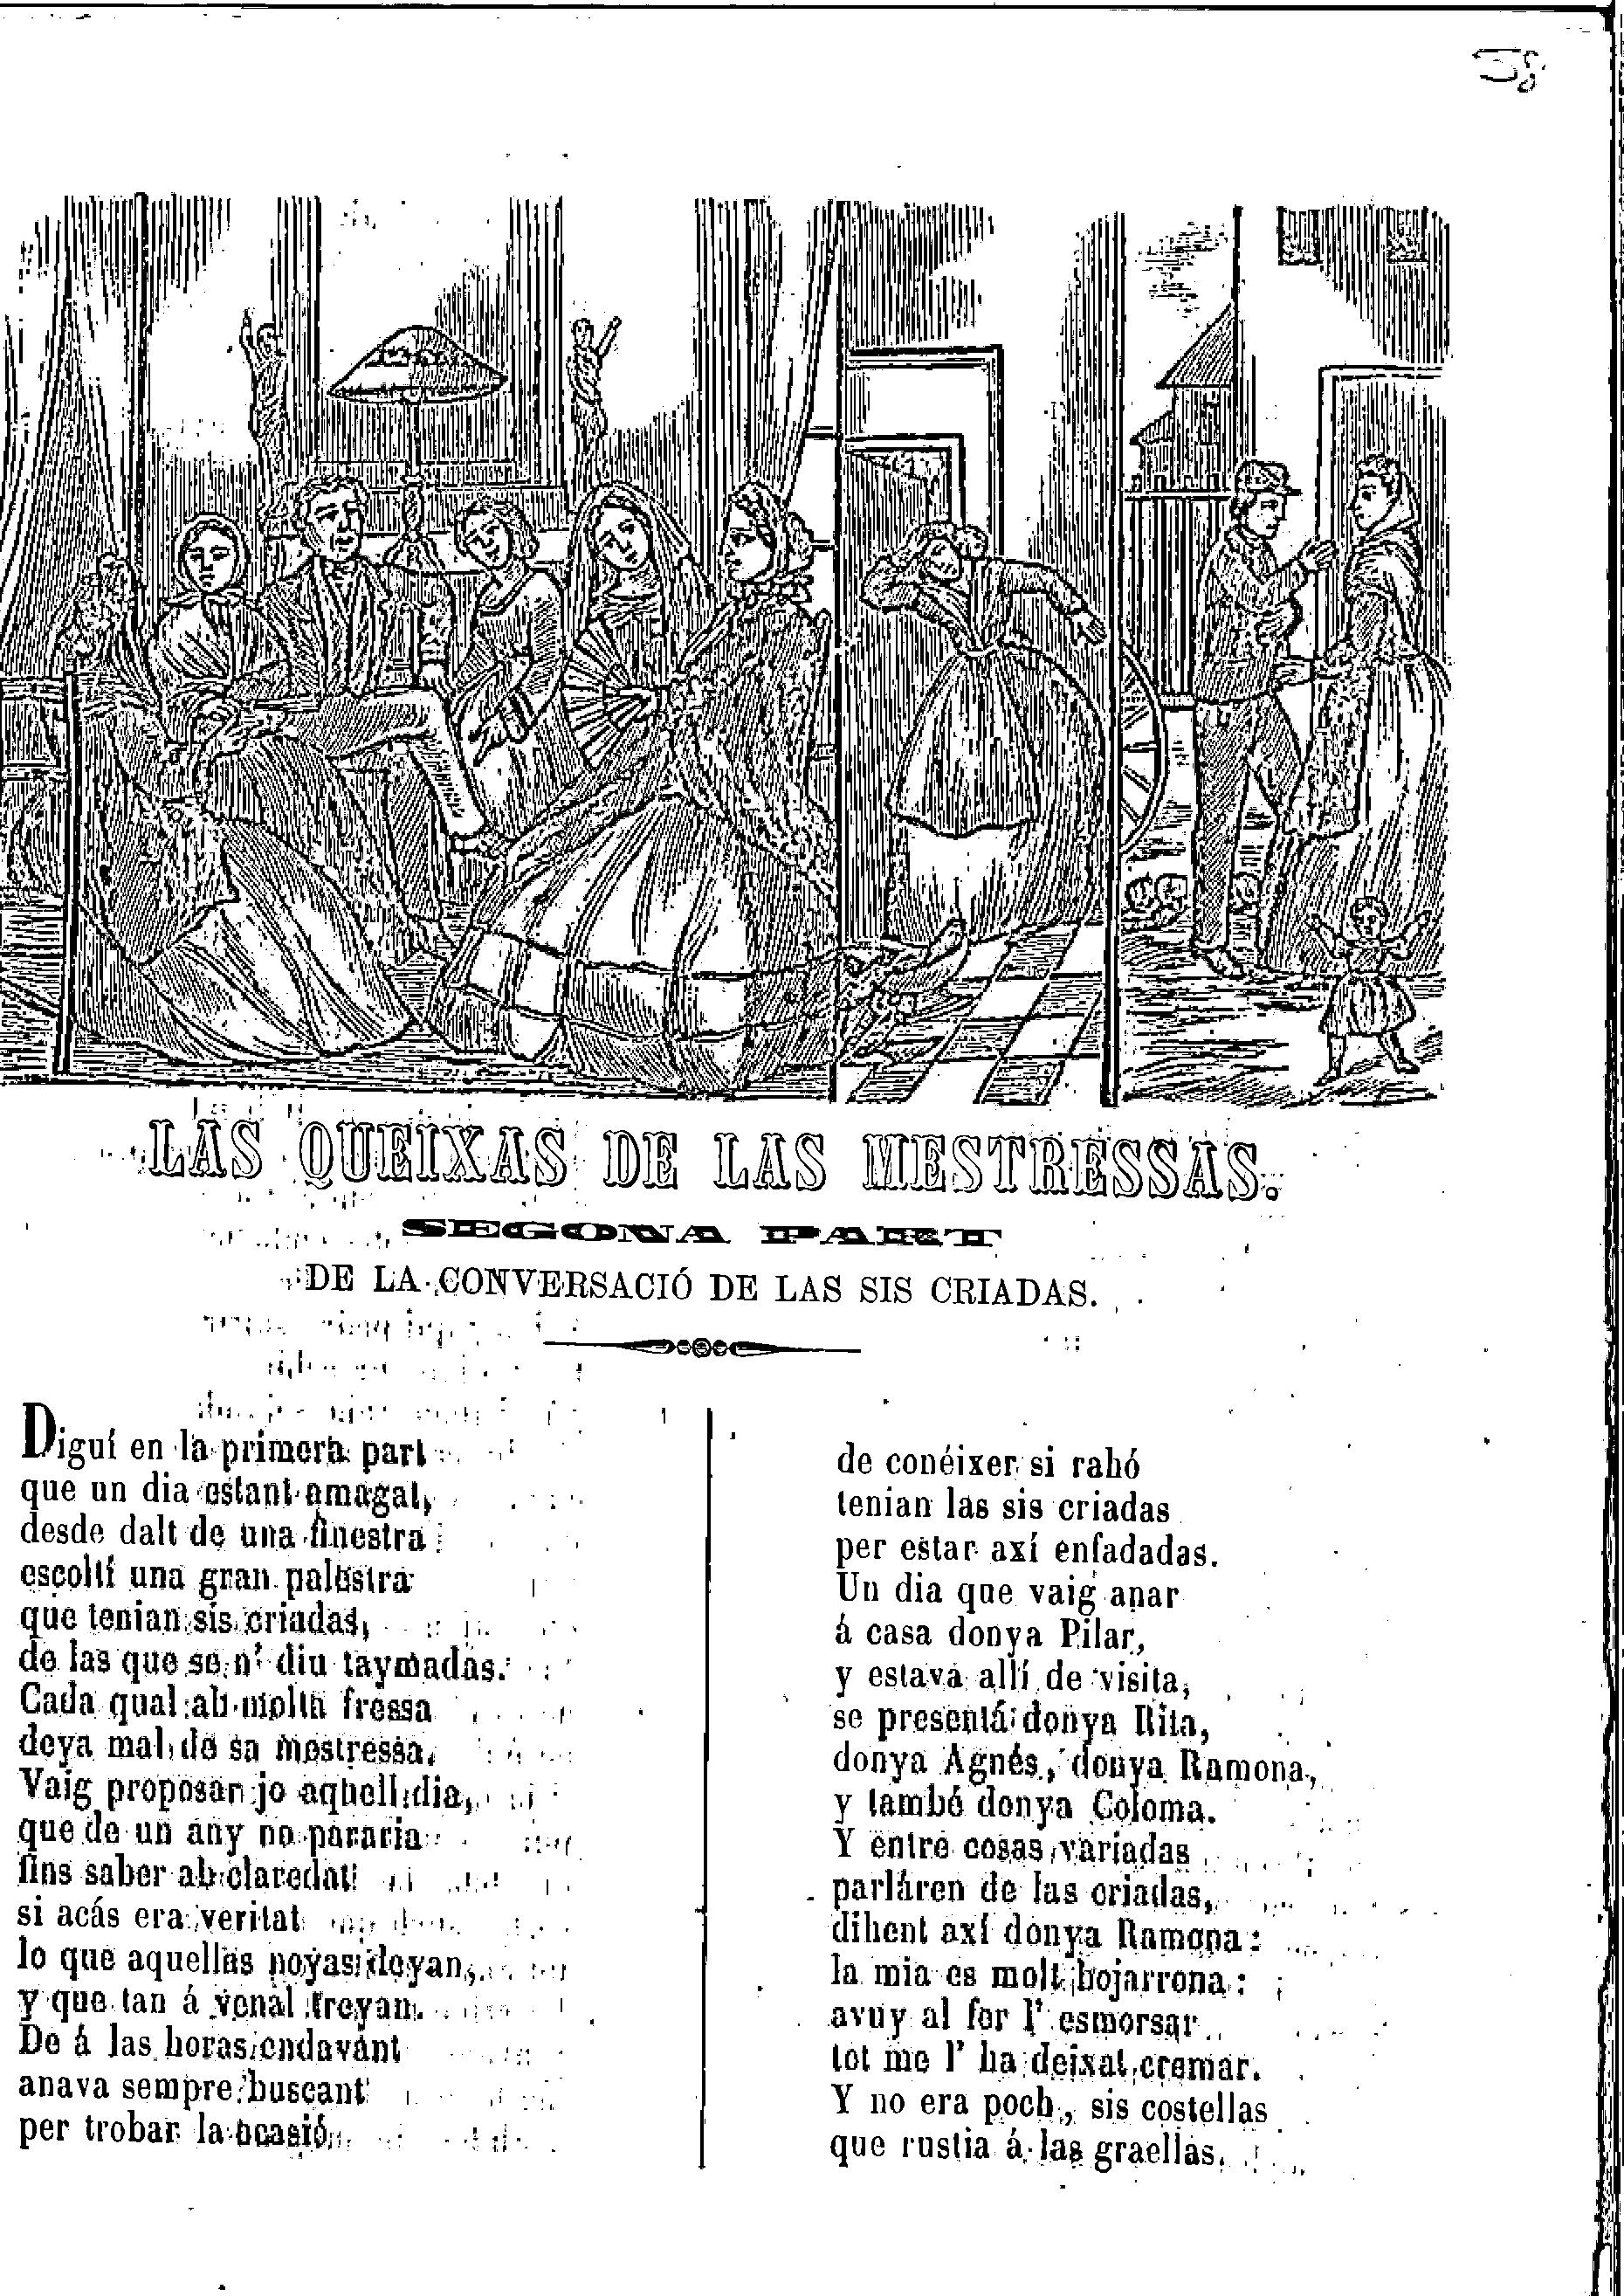 58
LAS QUEIXAS DE LAS MESTRESSAS.
SEGONA PART
DE LA CONVERSACIÓ DE LAS SIS CRIADAS.
Diguí en la primera part
que un dia estant amagat,
desde dalt de una finestra
escoltí una gran palestra
que tenian sis criadas,
de las que se n' diu taymadas.
Cada qual ab molta fressa
deya mal de sa mestressa.
Vaig proposar jo aquell dia,
que de un any no pararia
fins saber ab claredat
si acás era veritat
lo que aquellas noyas deyan,
y que tan á venal treyan.
De á las horas endavant
anava sempre buscant
per trobar la ocasió
de conéixer si rahó
tenian las sis criadas
per estar axí enfadadas.
Un dia que vaig anar
á casa donya Pilar,
y estava allí de visita,
se presentá donya Rita,
donya Agnés, donya Ramona,
y també donya Coloma.
Y entre cosas variadas
parláren de las criadas,
dihent axí donya Ramona:
la mia es molt bojarrona:
avuy al fer l' esmorsar
tot me l' ha deixat cremar.
Y no era poch, sis costellas
que rustia á las graellas.